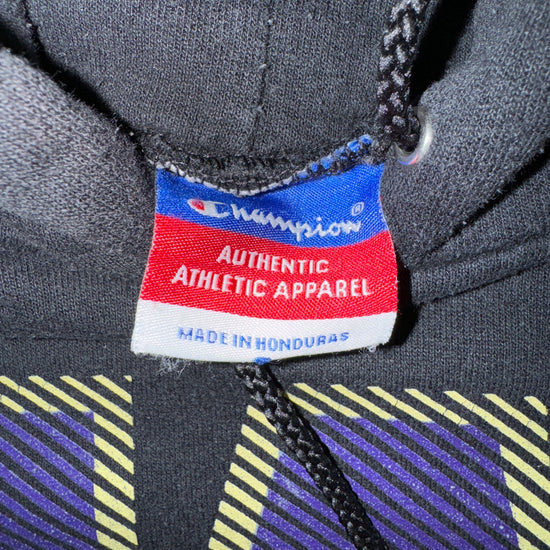 Champion®
AUTHENTIC
ATHLETIC APPAREL
MADE IN HONDURAS